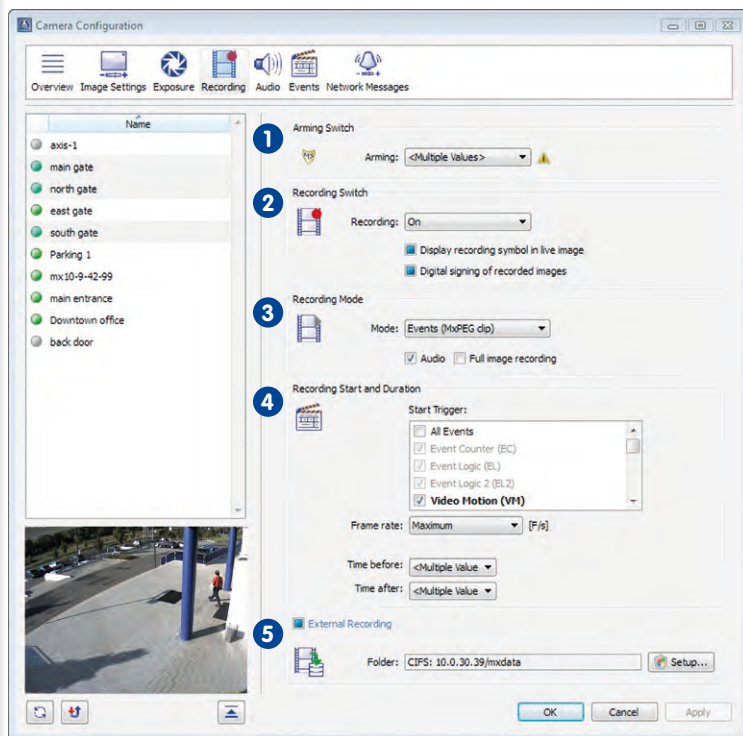 Camera Configuration
Overview Image Settings Exposure Recording Audio Events Network Messages
Name
axis-1
main gate
north gate
east gate
south gate
Parking 1
mx10-9-42-99
main entrance
Downtown office
back door
1
Arming Switch
Arming: <Multiple Values>
2
Recording Switch
Recording: On
Display recording symbol in live image
Digital signing of recorded images
3
Recording Mode
Mode: Events (MxPEG clip)
Audio Full image recording
4
Recording Start and Duration
Start Trigger:
All Events
Event Counter (EC)
Event Logic (EL)
Event Logic 2 (EL2)
Video Motion (VM)
Frame rate: Maximum [F/s]
Time before: <Multiple Value
Time after: <Multiple Value
5
External Recording
Folder: CIFS: 10.0.30.39/mxdata Setup...
OK Cancel Apply